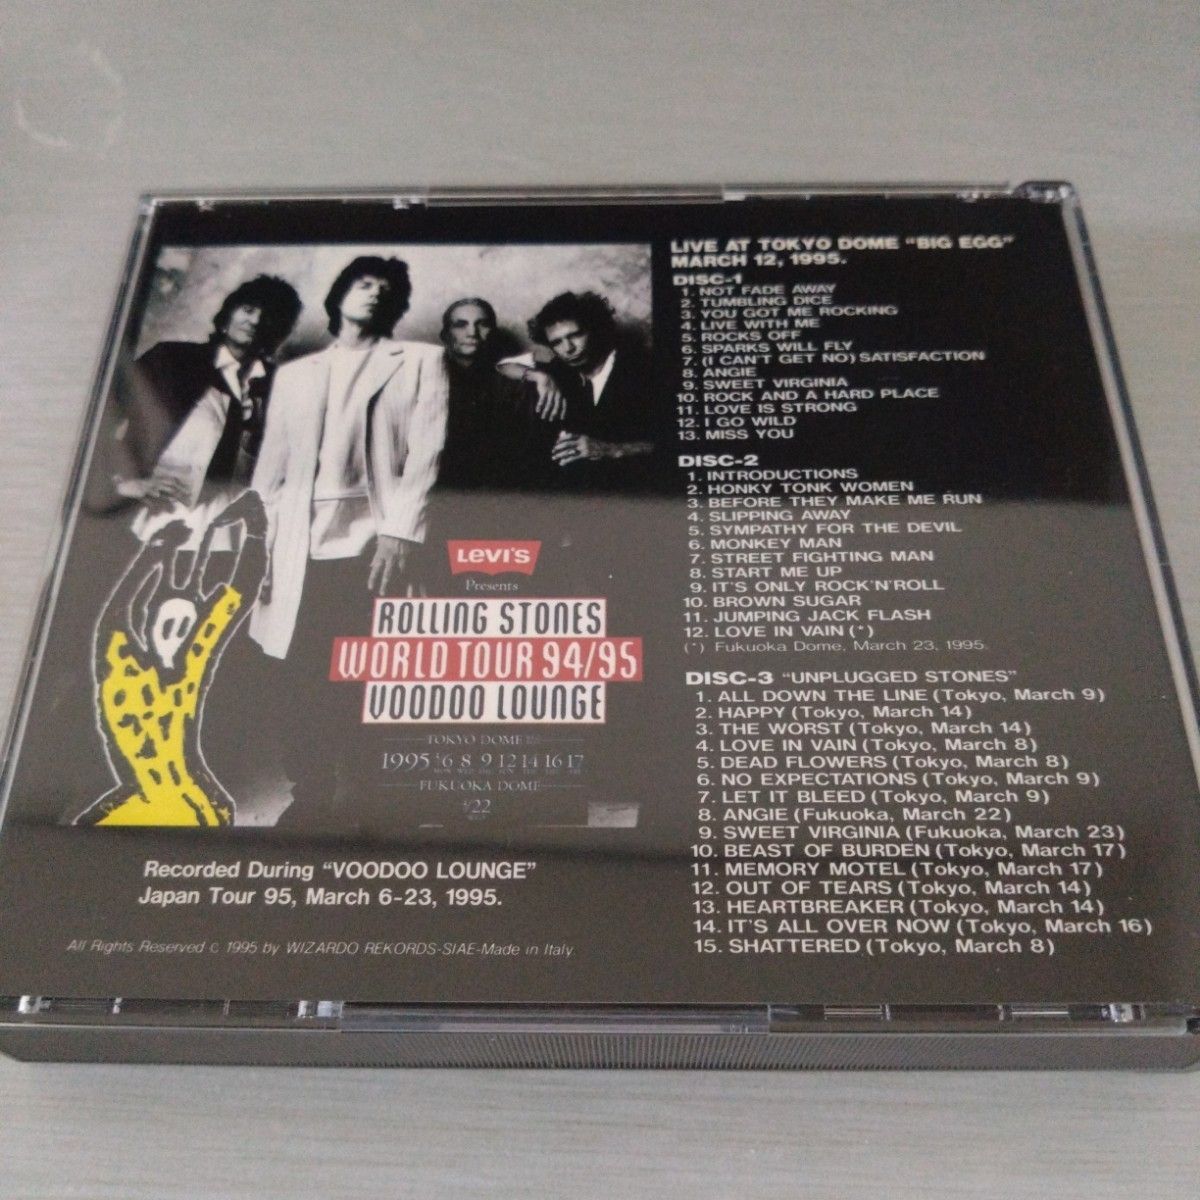 LIVE AT TOKYO DOME "BIG EGG"
MARCH 12, 1995.
DISC-1
1. NOT FADE AWAY
2. TUMBLING DICE
3. YOU GOT ME ROCKING
4. LIVE WITH ME
5. ROCKS OFF
6. SPARKS WILL FLY
7. (I CAN'T GET NO) SATISFACTION
8. ANGIE
9. SWEET VIRGINIA
10. ROCK AND A HARD PLACE
11. LOVE IS STRONG
12. I GO WILD
13. MISS YOU
DISC-2
1. INTRODUCTIONS
2. HONKY TONK WOMEN
3. BEFORE THEY MAKE ME RUN
4. SLIPPING AWAY
5. SYMPATHY FOR THE DEVIL
6. MONKEY MAN
7. STREET FIGHTING MAN
8. START ME UP
9. IT'S ONLY ROCK'N'ROLL
10. BROWN SUGAR
11. JUMPING JACK FLASH
12. LOVE IN VAIN (*)
(*) Fukuoka Dome, March 23, 1995.
DISC-3 "UNPLUGGED STONES"
1. ALL DOWN THE LINE (Tokyo, March 9)
2. HAPPY (Tokyo, March 14)
3. THE WORST (Tokyo, March 14)
4. LOVE IN VAIN (Tokyo, March 8)
5. DEAD FLOWERS (Tokyo, March 8)
6. NO EXPECTATIONS (Tokyo, March 9)
7. LET IT BLEED (Tokyo, March 9)
8. ANGIE (Fukuoka, March 22)
9. SWEET VIRGINIA (Fukuoka, March 23)
10. BEAST OF BURDEN (Tokyo, March 17)
11. MEMORY MOTEL (Tokyo, March 17)
12. OUT OF TEARS (Tokyo, March 14)
13. HEARTBREAKER (Tokyo, March 14)
14. IT'S ALL OVER NOW (Tokyo, March 16)
15. SHATTERED (Tokyo, March 8)
LEVI'S
Presents
ROLLING STONES
WORLD TOUR 94/95
VOODOO LOUNGE
TOKYO DOME
1995 3/6 8 9 12 14 16 17
FUKUOKA DOME
3/22
Recorded During "VOODOO LOUNGE"
Japan Tour 95, March 6-23, 1995.
All Rights Reserved c 1995 by WIZARDO REKORDS-SIAE-Made in Italy